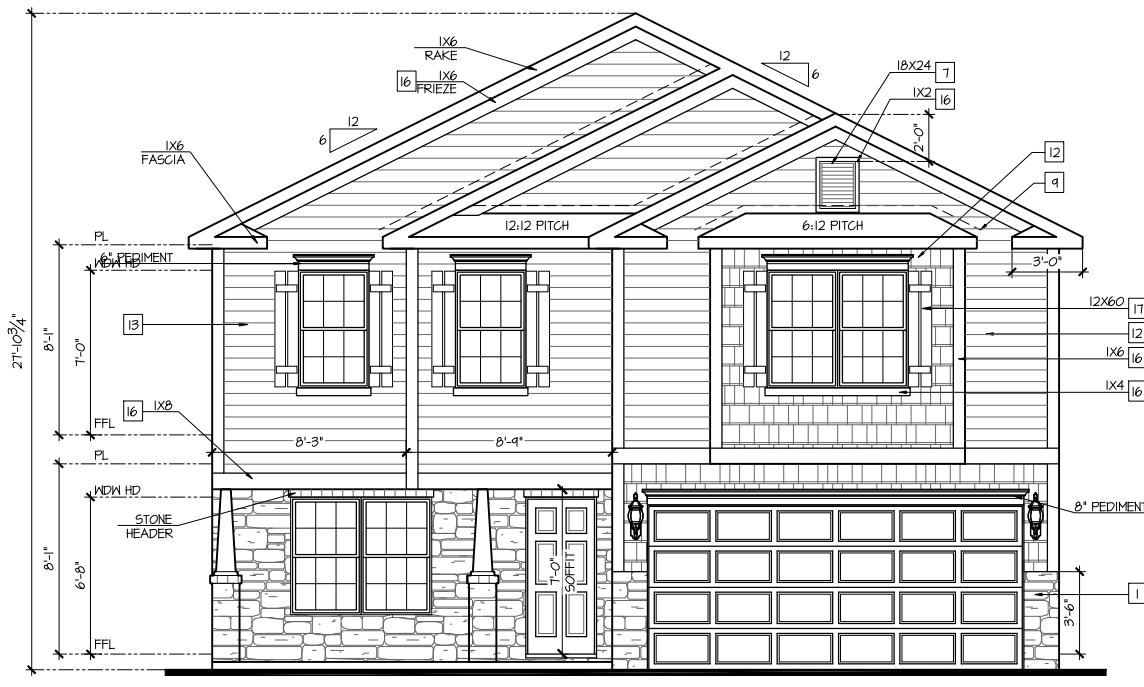 1X6
RAKE
12
6
18X24
7
16
1X6
FRIEZE
1X2
16
12
6
2'-0"
1X6
FASCIA
12
9
12:12 PITCH
6:12 PITCH
PL
6" PEDIMENT
WDW HD
3'-0"
27'-10 3/4"
8'-1"
7'-0"
13
12X60
17
12
1X6
16
1X4
16
16
1X8
FFL
8'-3"
8'-9"
PL
WDW HD
STONE
HEADER
8" PEDIMENT
8'-1"
6'-8"
7'-0"
SOFFIT
1
3'-6"
FFL